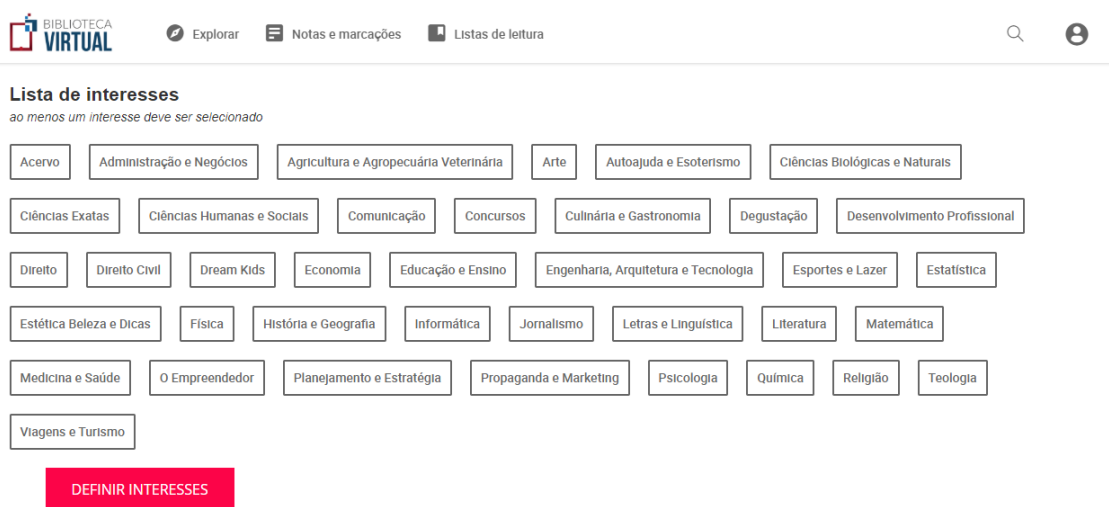 BIBLIOTECA
VIRTUAL
Explorar Notas e marcações Listas de leitura
Lista de interesses
ao menos um interesse deve ser selecionado
Acervo Administração e Negócios Agricultura e Agropecuária Veterinária Arte Autoajuda e Esoterismo Ciências Biológicas e Naturais
Ciências Exatas Ciências Humanas e Sociais Comunicação Concursos Culinária e Gastronomia Degustação Desenvolvimento Profissional
Direito Direito Civil Dream Kids Economia Educação e Ensino Engenharia, Arquitetura e Tecnologia Esportes e Lazer Estatística
Estética Beleza e Dicas Física História e Geografia Informática Jornalismo Letras e Linguística Literatura Matemática
Medicina e Saúde O Empreendedor Planejamento e Estratégia Propaganda e Marketing Psicologia Química Religião Teologia
Viagens e Turismo
DEFINIR INTERESSES